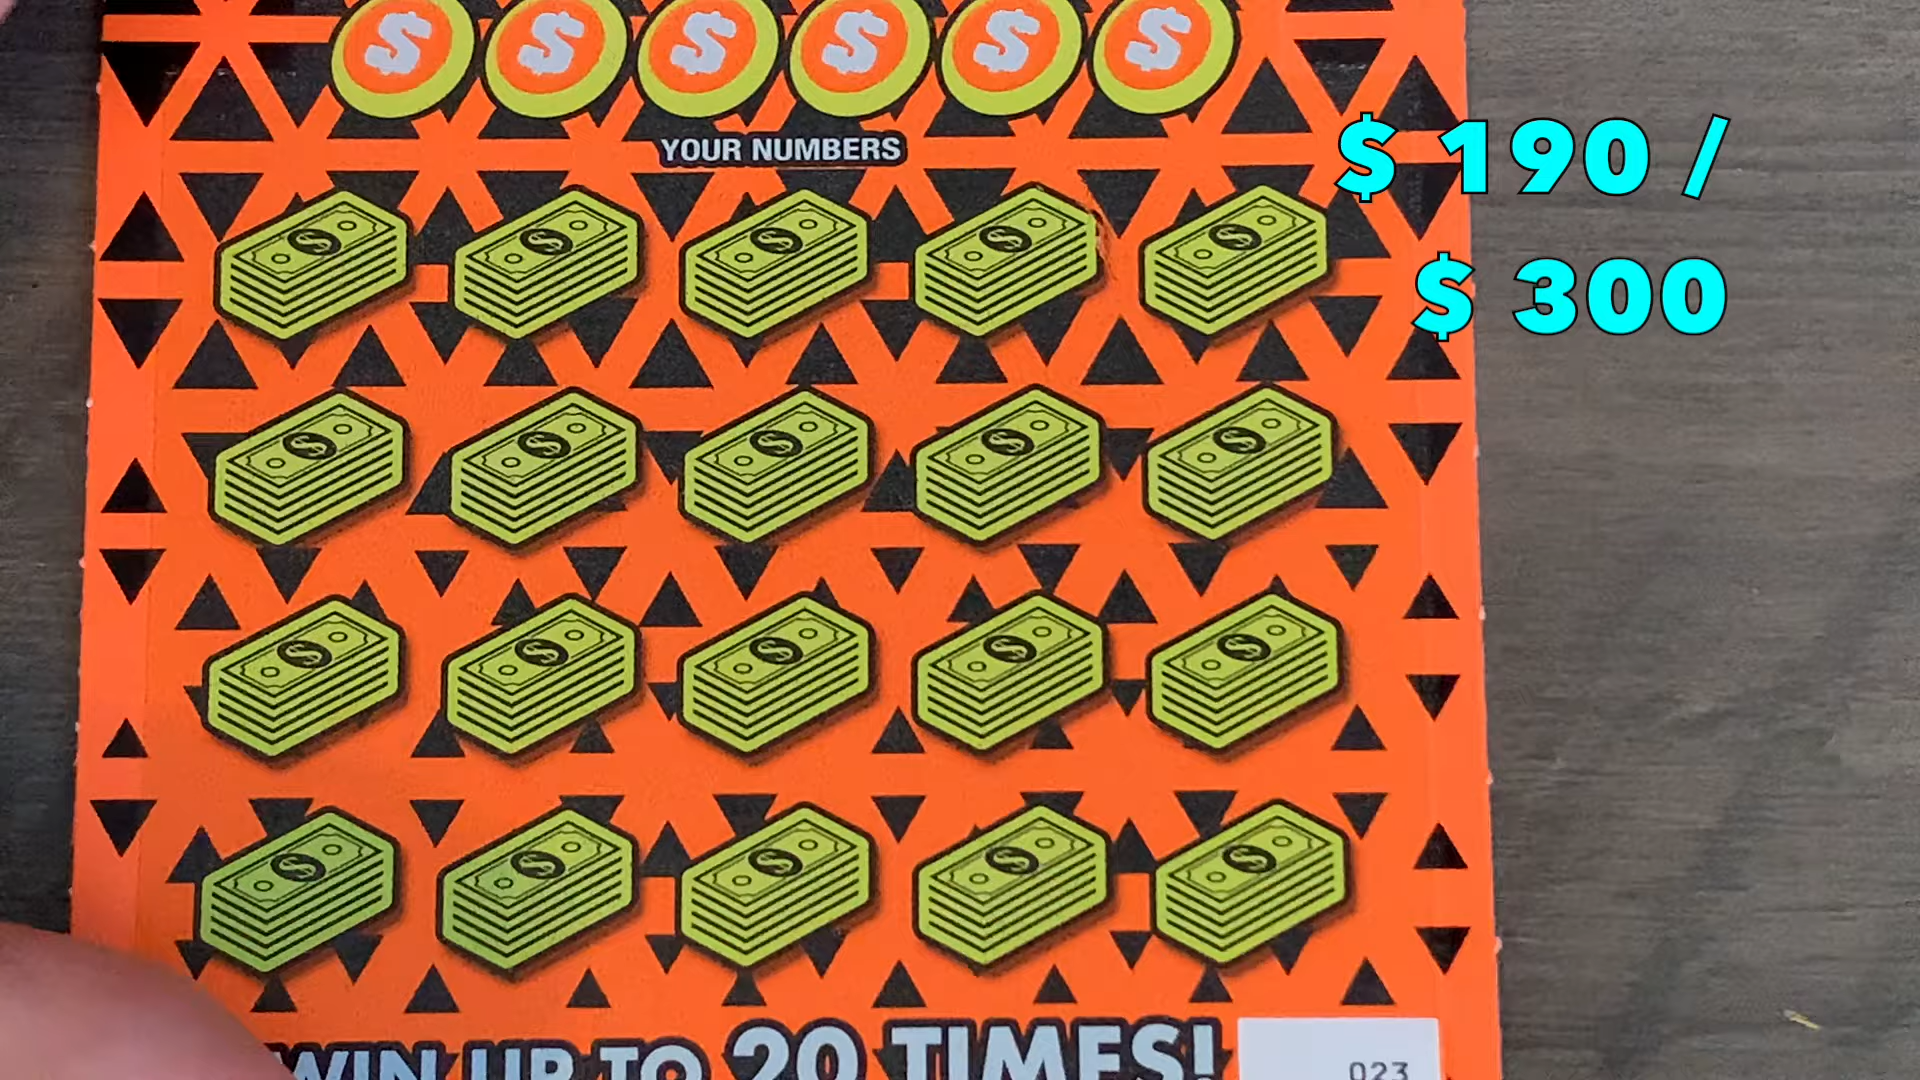 $ $ $ $ $ $
YOUR NUMBERS
$ 190 /
$ 300
WIN UP TO 20 TIMES!
023